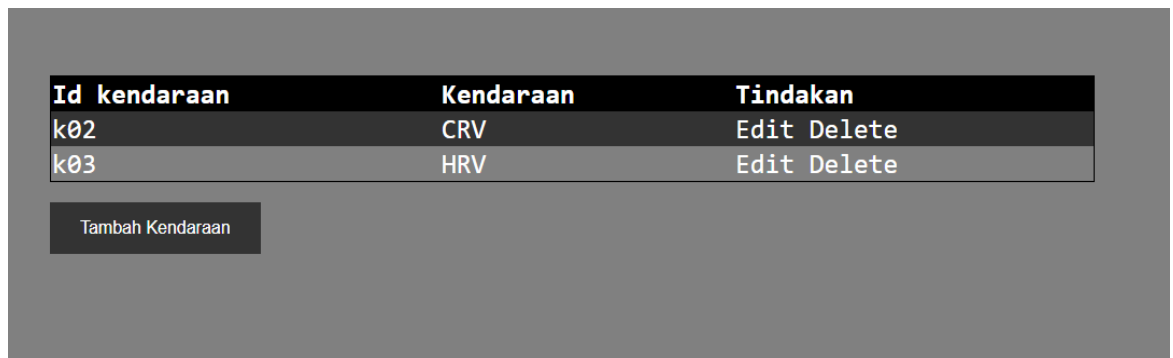 Id kendaraan Kendaraan Tindakan
k02 CRV Edit Delete
k03 HRV Edit Delete
Tambah Kendaraan